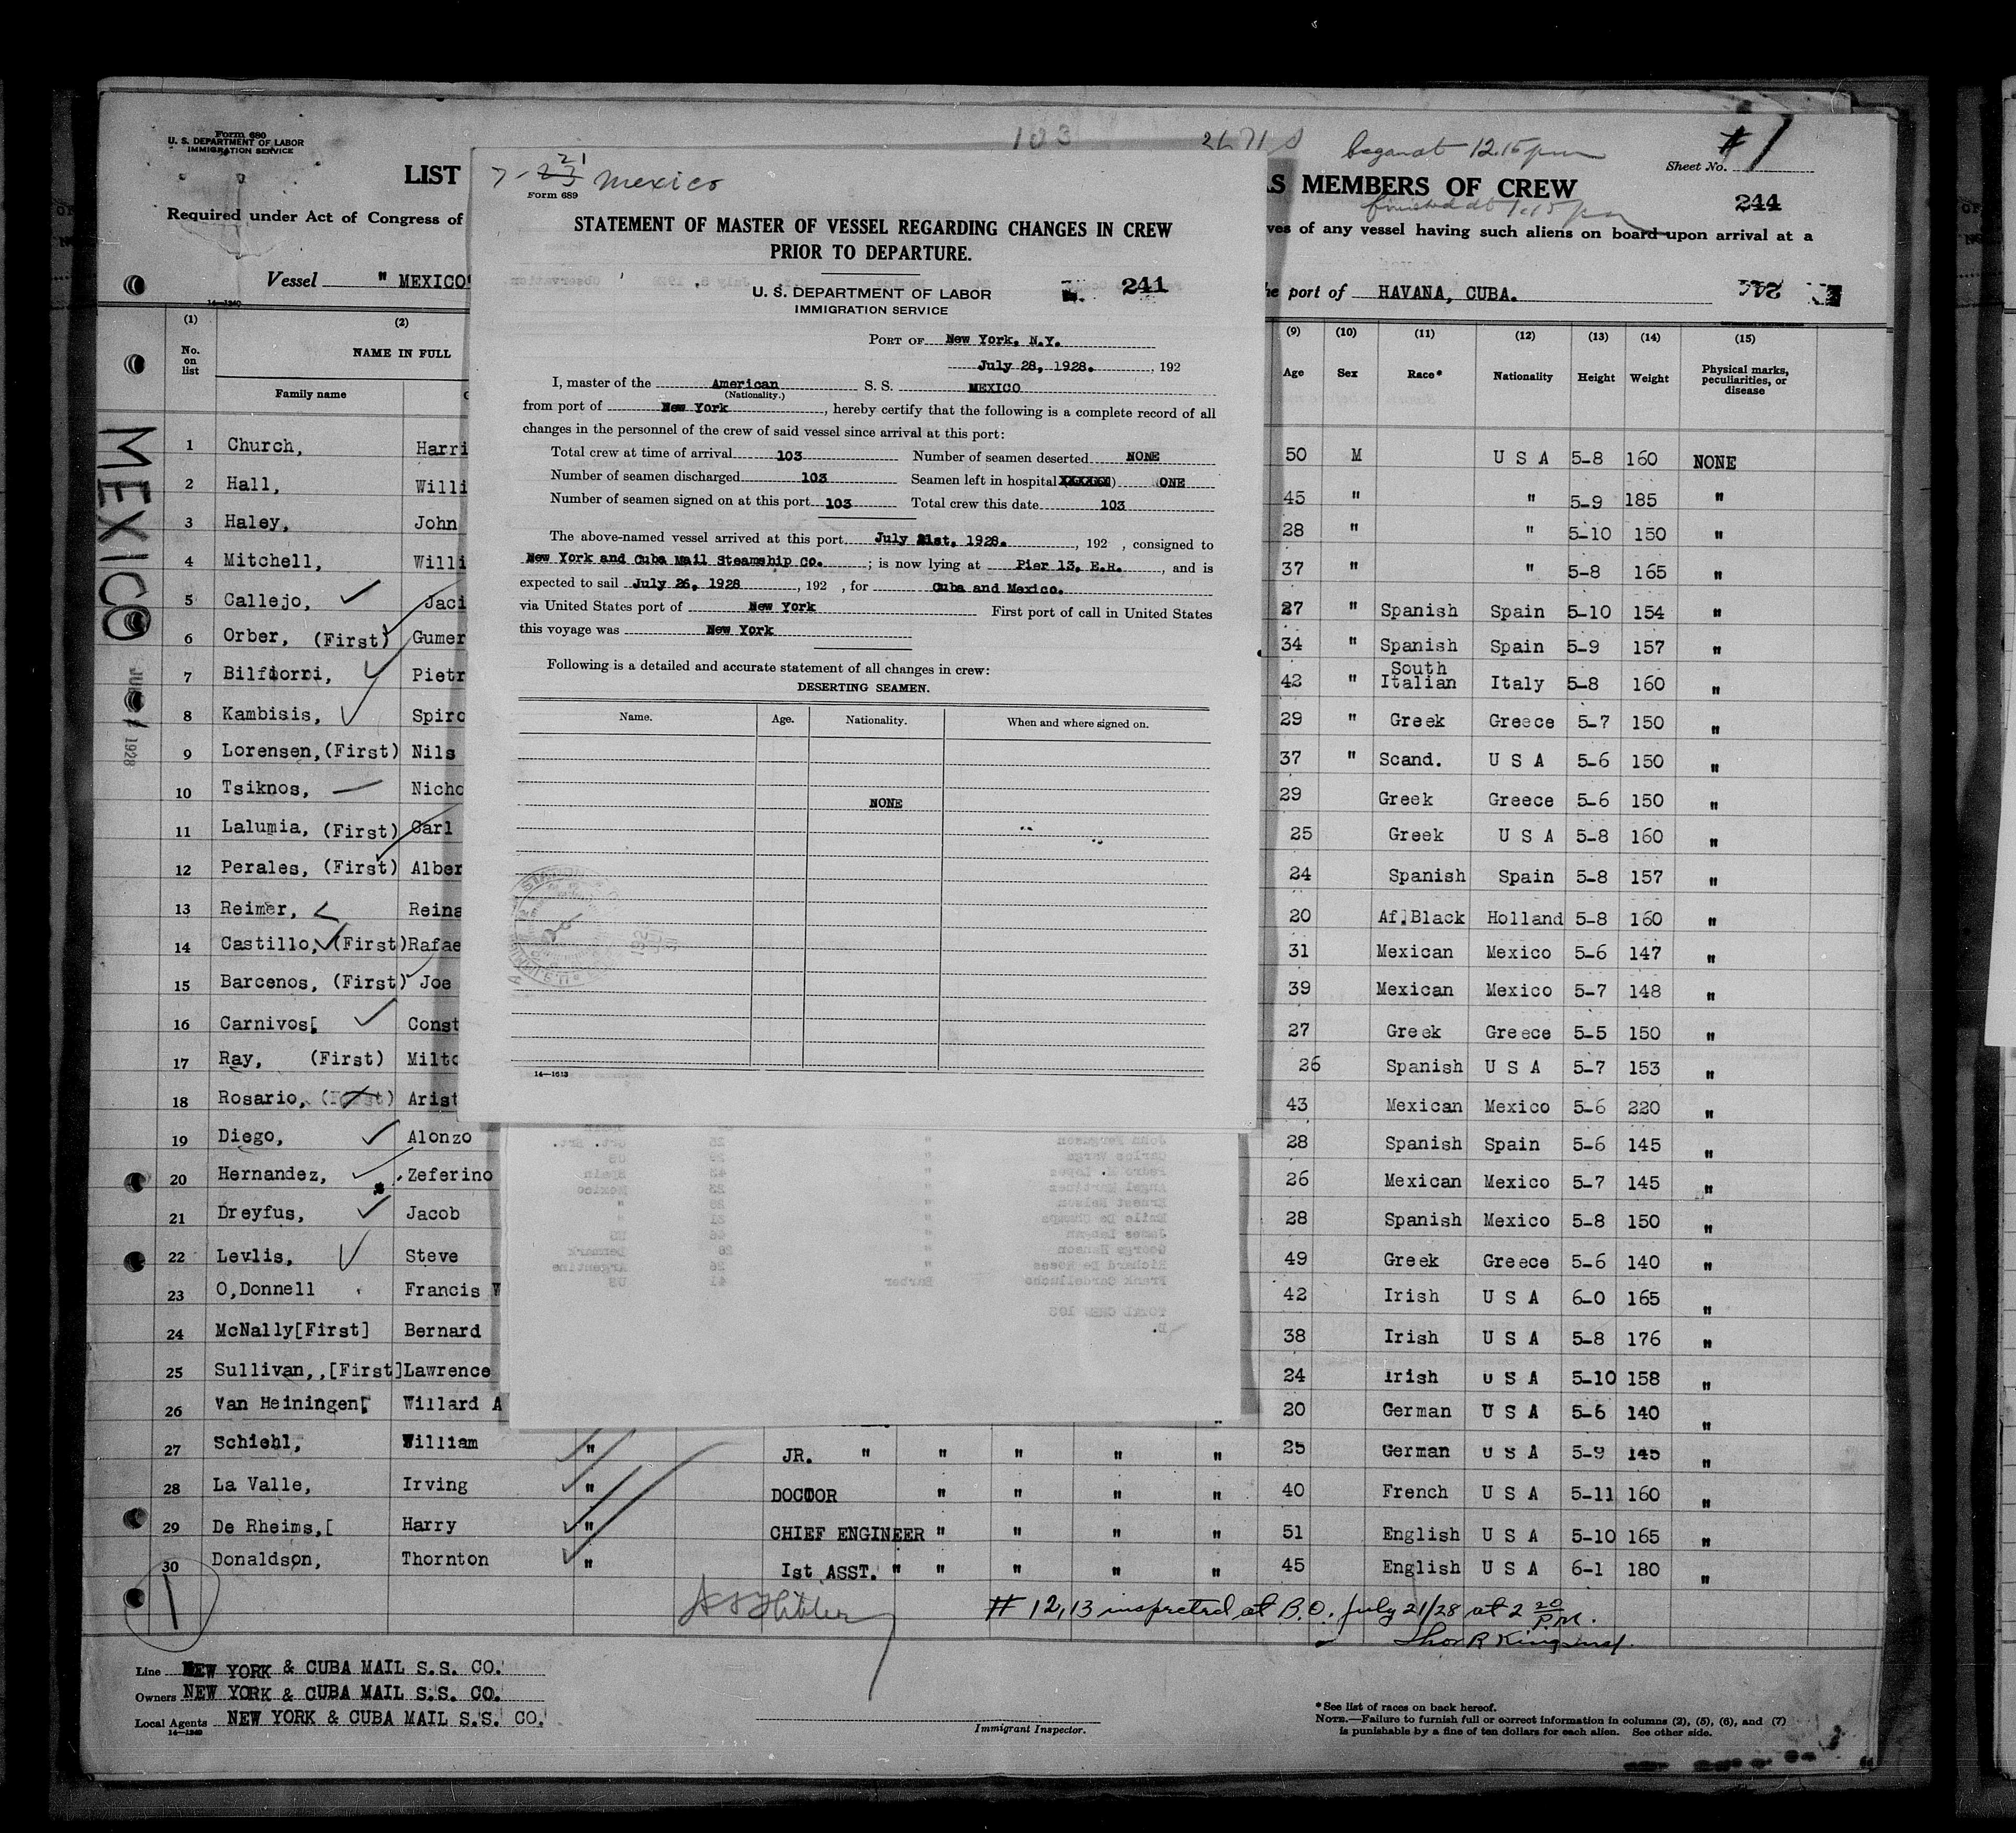 Form 680
U. S. DEPARTMENT OF LABOR
IMMIGRATION SERVICE
LIST
Required under Act of Congress of
Vessel " MEXICO"
14—1240
103
began at 12.15 pm
# 1
Sheet No.
AS MEMBERS OF CREW
finished at 1.15 pm
244
ves of any vessel having such aliens on board upon arrival at a
he port of HAVANA, CUBA.
7-23 21 Mexico
Form 689
STATEMENT OF MASTER OF VESSEL REGARDING CHANGES IN CREW
PRIOR TO DEPARTURE.
U. S. DEPARTMENT OF LABOR
IMMIGRATION SERVICE
241
PORT OF New York, N.Y.
July 28, 1928. , 192
I, master of the American S. S. MEXICO
(Nationality.)
from port of New York , hereby certify that the following is a complete record of all
changes in the personnel of the crew of said vessel since arrival at this port:
Total crew at time of arrival 103 Number of seamen deserted NONE
Number of seamen discharged 103 Seamen left in hospital XXXXXX) ONE
Number of seamen signed on at this port 103 Total crew this date 103
The above-named vessel arrived at this port July 21st, 1928. , 192 , consigned to
New York and Cuba Mail Steamship Co. ; is now lying at Pier 13, E.R. , and is
expected to sail July 26, 1928 , 192 , for Cuba and Mexico.
via United States port of New York First port of call in United States
this voyage was New York
Following is a detailed and accurate statement of all changes in crew:
DESERTING SEAMEN.
Name. Age. Nationality. When and where signed on.
NONE
14—1613
MEXICO
1928
(1) (2) (9) (10) (11) (12) (13) (14) (15)
No. on list NAME IN FULL Age Sex Race* Nationality Height Weight Physical marks, peculiarities, or disease
Family name
1 Church, Harri 50 M U S A 5-8 160 NONE
2 Hall, Willi 45 " " 5-9 185 "
3 Haley, John 28 " " 5-10 150 "
4 Mitchell, Willi 37 " " 5-8 165 "
5 Callejo, Jaci 27 " Spanish Spain 5-10 154 "
6 Orber, (First) Gumer 34 " Spanish Spain 5-9 157 "
7 Bilfiorri, Pietr 42 " South Italian Italy 5-8 160 "
8 Kambisis, Spiro 29 " Greek Greece 5-7 150 "
9 Lorensen,(First) Nils 37 " Scand. U S A 5-6 150 "
10 Tsiknos, Nicho 29 Greek Greece 5-6 150 "
11 Lalumia, (First) Carl 25 Greek U S A 5-8 160 "
12 Perales, (First) Alber 24 Spanish Spain 5-8 157 "
13 Reimer, Reina 20 Af.Black Holland 5-8 160 "
14 Castillo, (First)Rafae 31 Mexican Mexico 5-6 147 "
15 Barcenos, (First) Joe 39 Mexican Mexico 5-7 148 "
16 Carnivos[ Const 27 Greek Greece 5-5 150 "
17 Ray, (First) Milto 26 Spanish U S A 5-7 153 "
18 Rosario, (First) Arist 43 Mexican Mexico 5-6 220 "
19 Diego, Alonzo 28 Spanish Spain 5-6 145 "
20 Hernandez, Zeferino 26 Mexican Mexico 5-7 145 "
21 Dreyfus, Jacob 28 Spanish Mexico 5-8 150 "
22 Levlis, Steve 49 Greek Greece 5-6 140 "
23 O,Donnell Francis W 42 Irish U S A 6-0 165 "
24 McNally[First] Bernard 38 Irish U S A 5-8 176 "
25 Sullivan,,[First]Lawrence 24 Irish U S A 5-10 158 "
26 Van Heiningen[ Willard A 20 German U S A 5-6 140 "
27 Schiehl, William " JR. " " " " " 25 German U S A 5-9 145 "
28 La Valle, Irving " DOCTOR " " " " 40 French U S A 5-11 160 "
29 De Rheims,[ Harry " CHIEF ENGINEER " " " " 51 English U S A 5-10 165 "
30 Donaldson, Thornton " Ist ASST. " " " " " 45 English U S A 6-1 180 "
1
# 12,13 inspected at B.O. July 21/28 at 2 20 P.M.
Thos R King Insp.
Line NEW YORK & CUBA MAIL S.S. CO.
Owners NEW YORK & CUBA MAIL S.S. CO.
Local Agents NEW YORK & CUBA MAIL S.S. CO.
14—1240
Immigrant Inspector.
*See list of races on back hereof.
NOTE.—Failure to furnish full or correct information in columns (2), (5), (6), and (7)
is punishable by a fine of ten dollars for each alien. See other side.